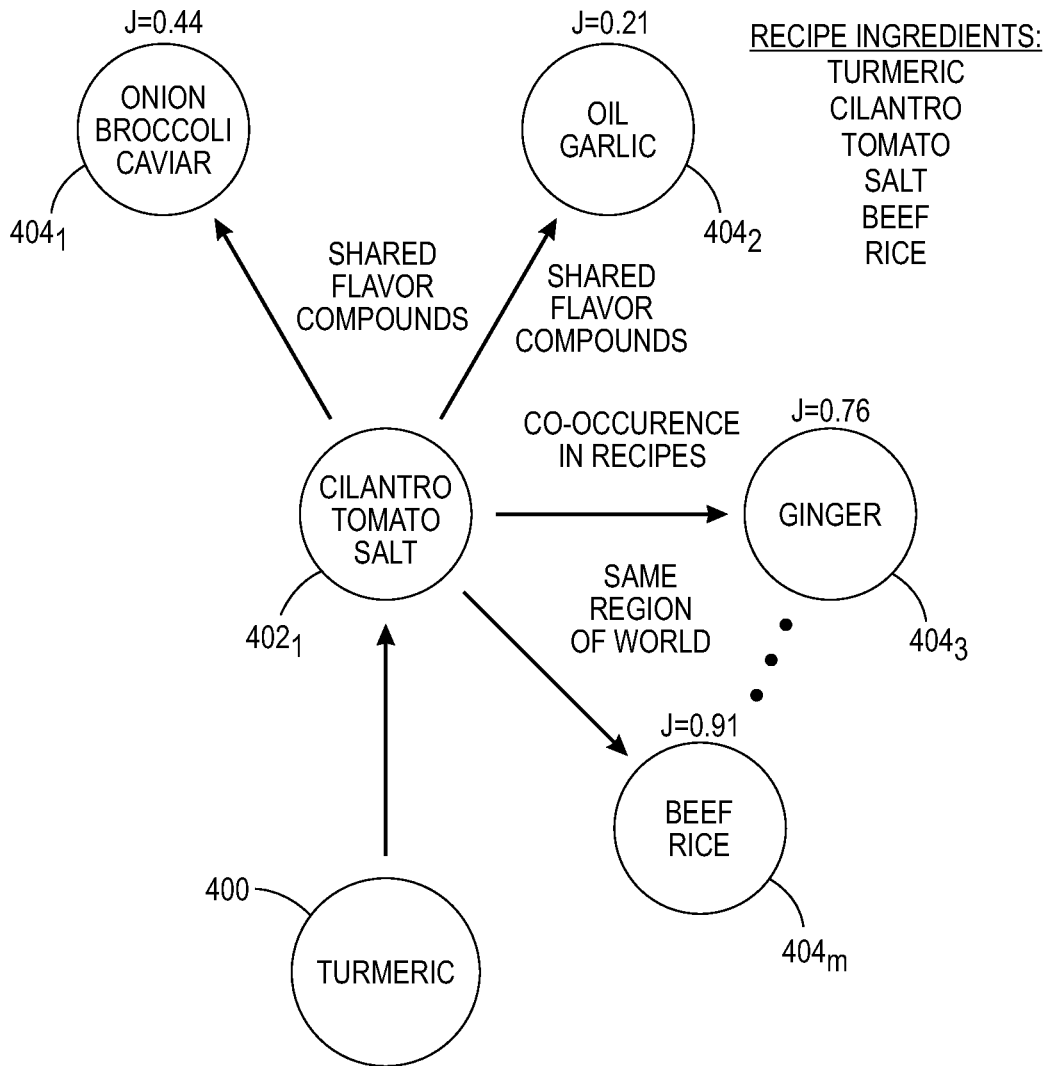 J=0.44
ONION
BROCCOLI
CAVIAR
404₁
J=0.21
OIL
GARLIC
404₂
RECIPE INGREDIENTS:
TURMERIC
CILANTRO
TOMATO
SALT
BEEF
RICE
SHARED
FLAVOR
COMPOUNDS
SHARED
FLAVOR
COMPOUNDS
CO-OCCURENCE
IN RECIPES
J=0.76
GINGER
404₃
CILANTRO
TOMATO
SALT
402₁
SAME
REGION
OF WORLD
J=0.91
BEEF
RICE
404ₘ
400
TURMERIC